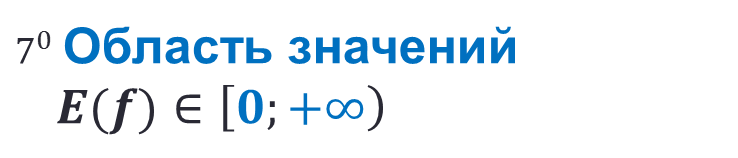 7⁰ Область значений
E(f) ∈ [0; +∞)